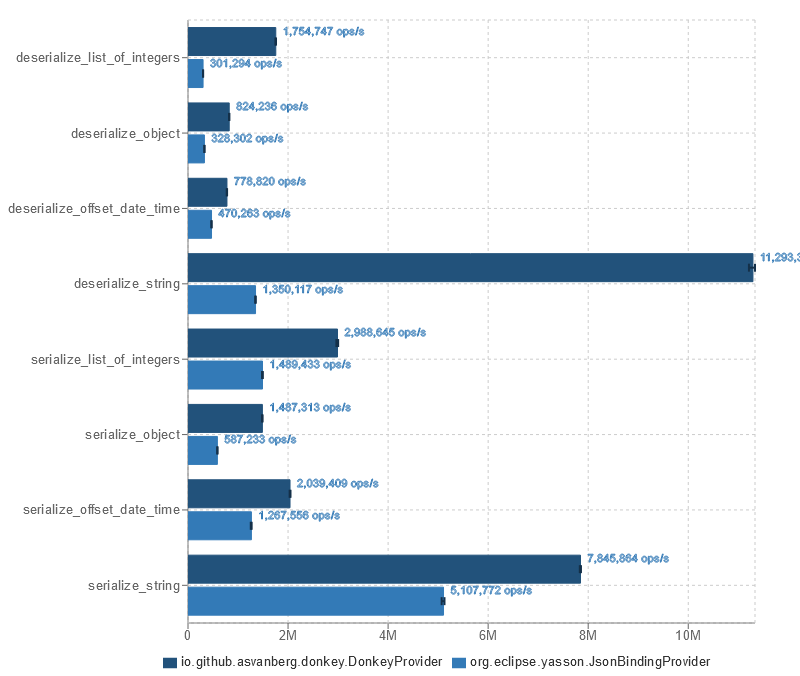 1,754,747 ops/s
deserialize_list_of_integers
301,294 ops/s
824,236 ops/s
deserialize_object
328,302 ops/s
778,820 ops/s
deserialize_offset_date_time
470,263 ops/s
11,293,3
deserialize_string
1,350,117 ops/s
2,988,645 ops/s
serialize_list_of_integers
1,489,433 ops/s
1,487,313 ops/s
serialize_object
587,233 ops/s
2,039,409 ops/s
serialize_offset_date_time
1,267,556 ops/s
7,845,864 ops/s
serialize_string
5,107,772 ops/s
0 2M 4M 6M 8M 10M
io.github.asvanberg.donkey.DonkeyProvider org.eclipse.yasson.JsonBindingProvider